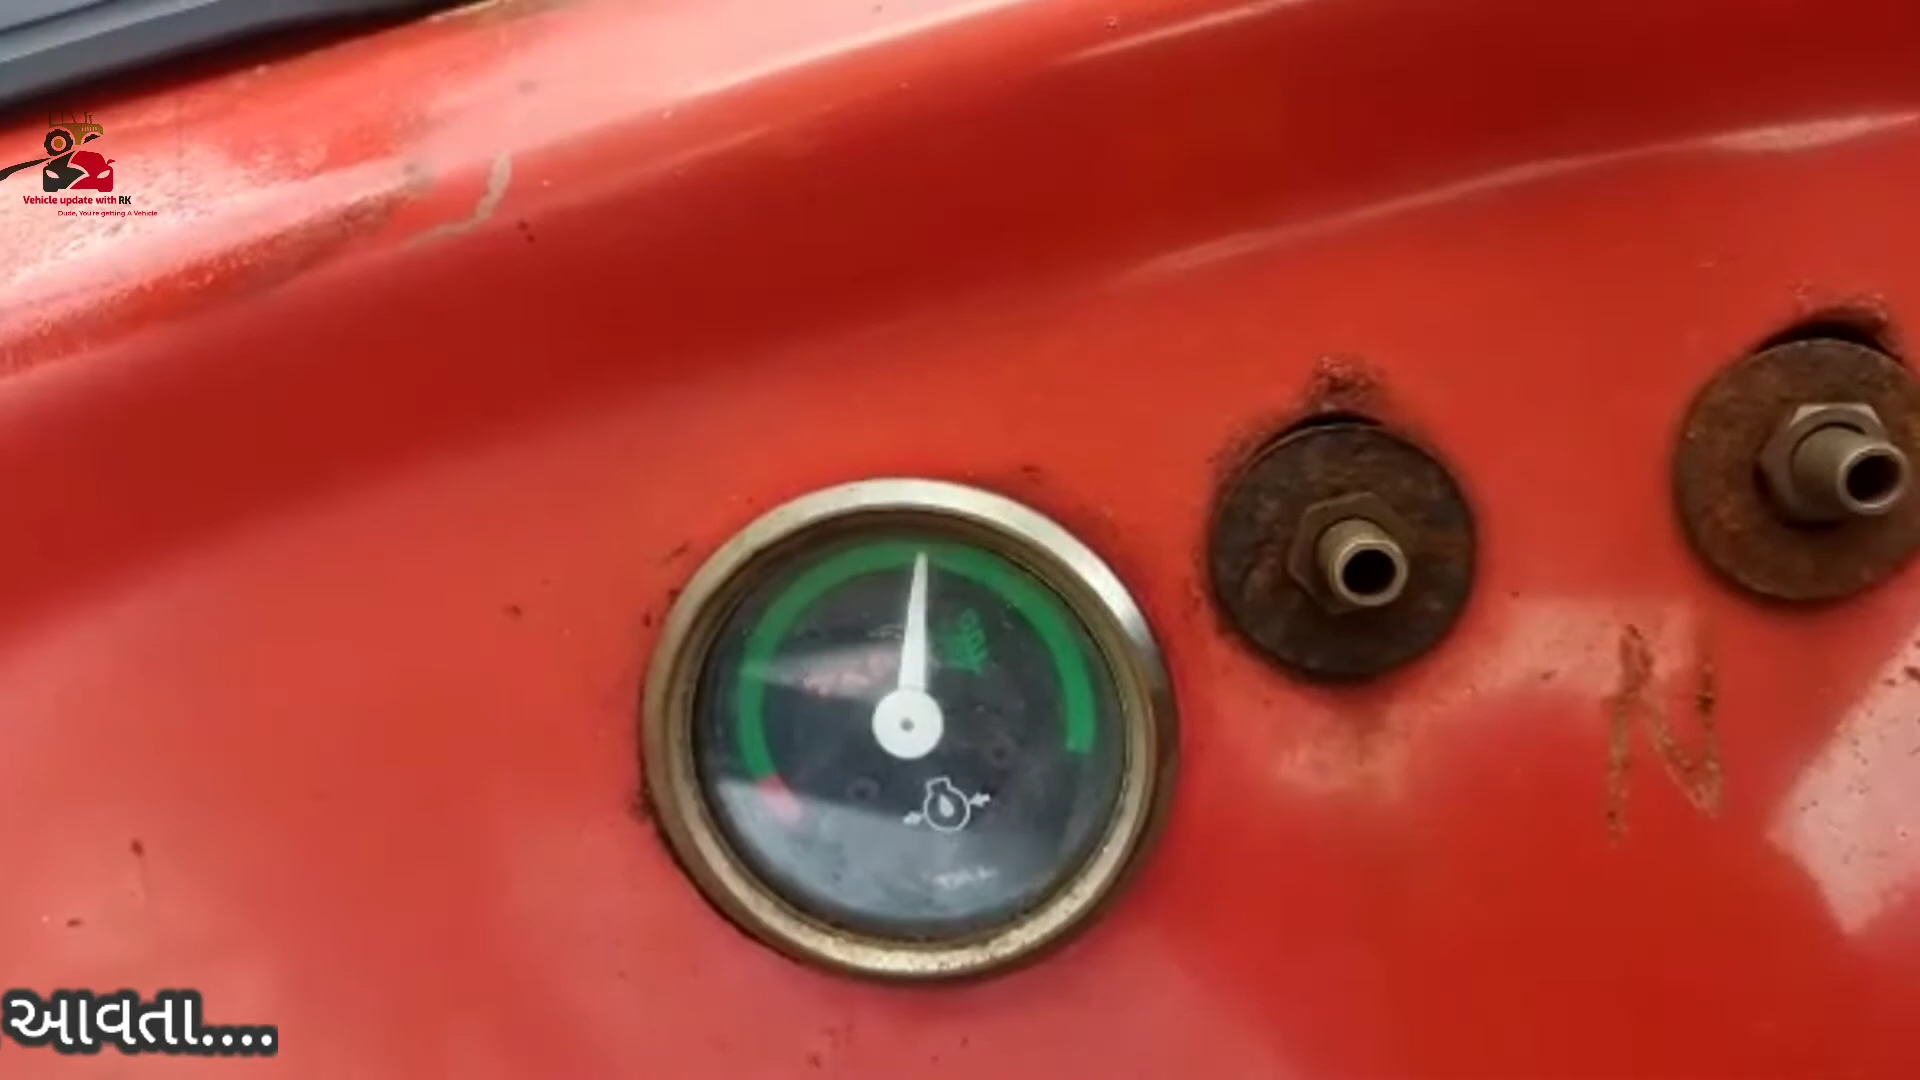 Vehicle update with RK
Dude, You're getting A Vehicle
N
આવતા....